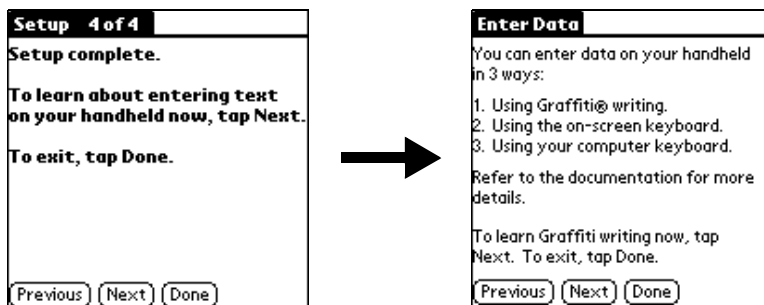 Setup 4 of 4
Setup complete.
To learn about entering text
on your handheld now, tap Next.
To exit, tap Done.
Previous Next Done
Enter Data
You can enter data on your handheld
in 3 ways:
1. Using Graffiti® writing.
2. Using the on-screen keyboard.
3. Using your computer keyboard.
Refer to the documentation for more
details.
To learn Graffiti writing now, tap
Next. To exit, tap Done.
Previous Next Done